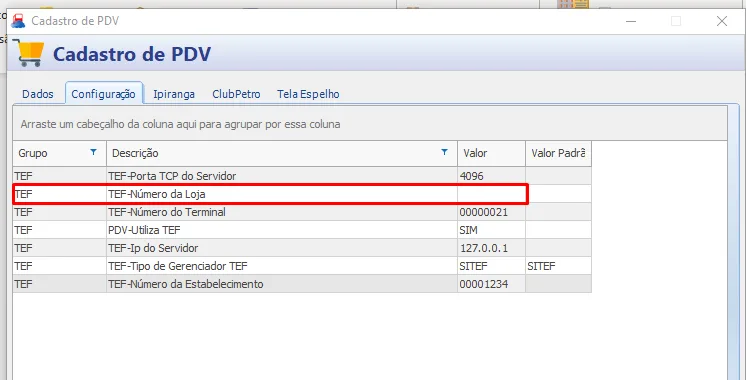 Cadastro de PDV
Cadastro de PDV
Dados Configuração Ipiranga ClubPetro Tela Espelho
Arraste um cabeçalho da coluna aqui para agrupar por essa coluna
Grupo Descrição Valor Valor Padrã
TEF TEF-Porta TCP do Servidor 4096
TEF TEF-Número da Loja
TEF TEF-Número do Terminal 00000021
TEF PDV-Utiliza TEF SIM
TEF TEF-Ip do Servidor 127.0.0.1
TEF TEF-Tipo de Gerenciador TEF SITEF SITEF
TEF TEF-Número da Estabelecimento 00001234